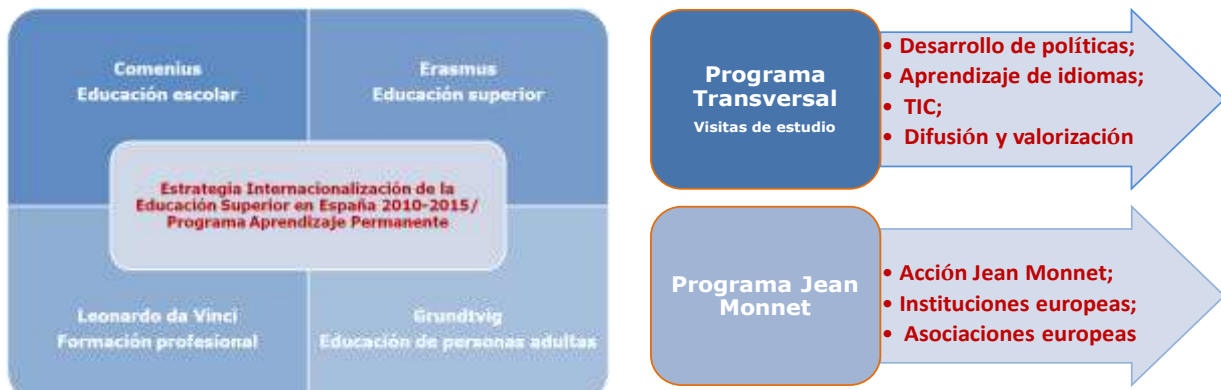 Comenius
Educación escolar
Erasmus
Educación superior
Estrategia Internacionalización de la
Educación Superior en España 2010-2015/
Programa Aprendizaje Permanente
Leonardo da Vinci
Formación profesional
Grundtvig
Educación de personas adultas
Programa
Transversal
Visitas de estudio
• Desarrollo de políticas;
• Aprendizaje de idiomas;
• TIC;
• Difusión y valorización
Programa Jean
Monnet
• Acción Jean Monnet;
• Instituciones europeas;
• Asociaciones europeas